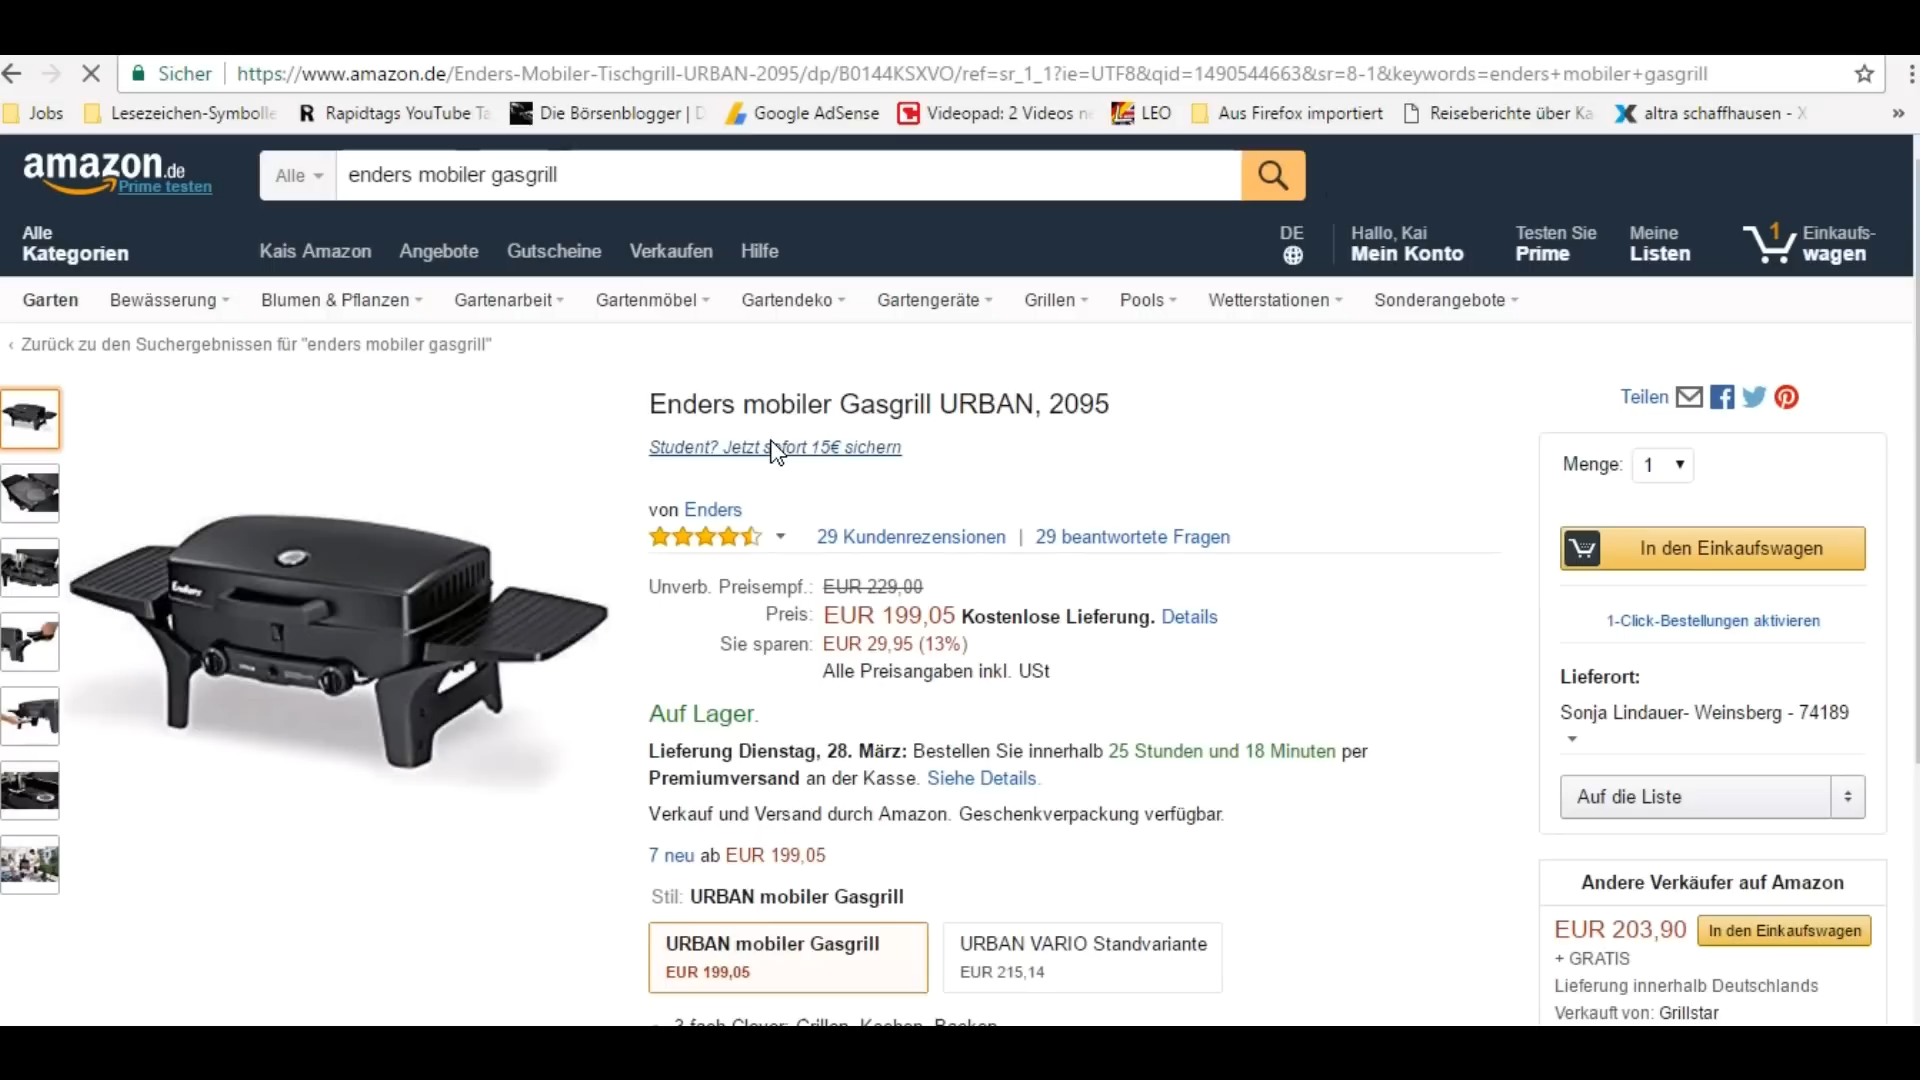 Sicher | https://www.amazon.de/Enders-Mobiler-Tischgrill-URBAN-2095/dp/B0144KSXVO/ref=sr_1_1?ie=UTF8&qid=1490544663&sr=8-1&keywords=enders+mobiler+gasgrill
Jobs Lesezeichen-Symbolle R Rapidtags YouTube Ta Die Börsenblogger | D Google AdSense Videopad: 2 Videos ne LEO Aus Firefox importiert Reiseberichte über Ka altra schaffhausen - X »
amazon.de
Prime testen
Alle enders mobiler gasgrill
Alle
Kategorien
Kais Amazon Angebote Gutscheine Verkaufen Hilfe
DE
Hallo, Kai
Mein Konto
Testen Sie
Prime
Meine
Listen
1 Einkaufs-
wagen
Garten Bewässerung Blumen & Pflanzen Gartenarbeit Gartenmöbel Gartendeko Gartengeräte Grillen Pools Wetterstationen Sonderangebote
‹ Zurück zu den Suchergebnissen für "enders mobiler gasgrill"
Enders
Enders mobiler Gasgrill URBAN, 2095
Student? Jetzt sofort 15€ sichern
von Enders
29 Kundenrezensionen | 29 beantwortete Fragen
Unverb. Preisempf.: EUR 229,00
Preis: EUR 199,05 Kostenlose Lieferung. Details
Sie sparen: EUR 29,95 (13%)
Alle Preisangaben inkl. USt
Auf Lager.
Lieferung Dienstag, 28. März: Bestellen Sie innerhalb 25 Stunden und 18 Minuten per
Premiumversand an der Kasse. Siehe Details.
Verkauf und Versand durch Amazon. Geschenkverpackung verfügbar.
7 neu ab EUR 199,05
Stil: URBAN mobiler Gasgrill
URBAN mobiler Gasgrill
EUR 199,05
URBAN VARIO Standvariante
EUR 215,14
3-fach Clever: Grillen, Kochen, Backen
Teilen
Menge: 1
In den Einkaufswagen
1-Click-Bestellungen aktivieren
Lieferort:
Sonja Lindauer- Weinsberg - 74189
Auf die Liste
Andere Verkäufer auf Amazon
EUR 203,90 In den Einkaufswagen
+ GRATIS
Lieferung innerhalb Deutschlands
Verkauft von: Grillstar